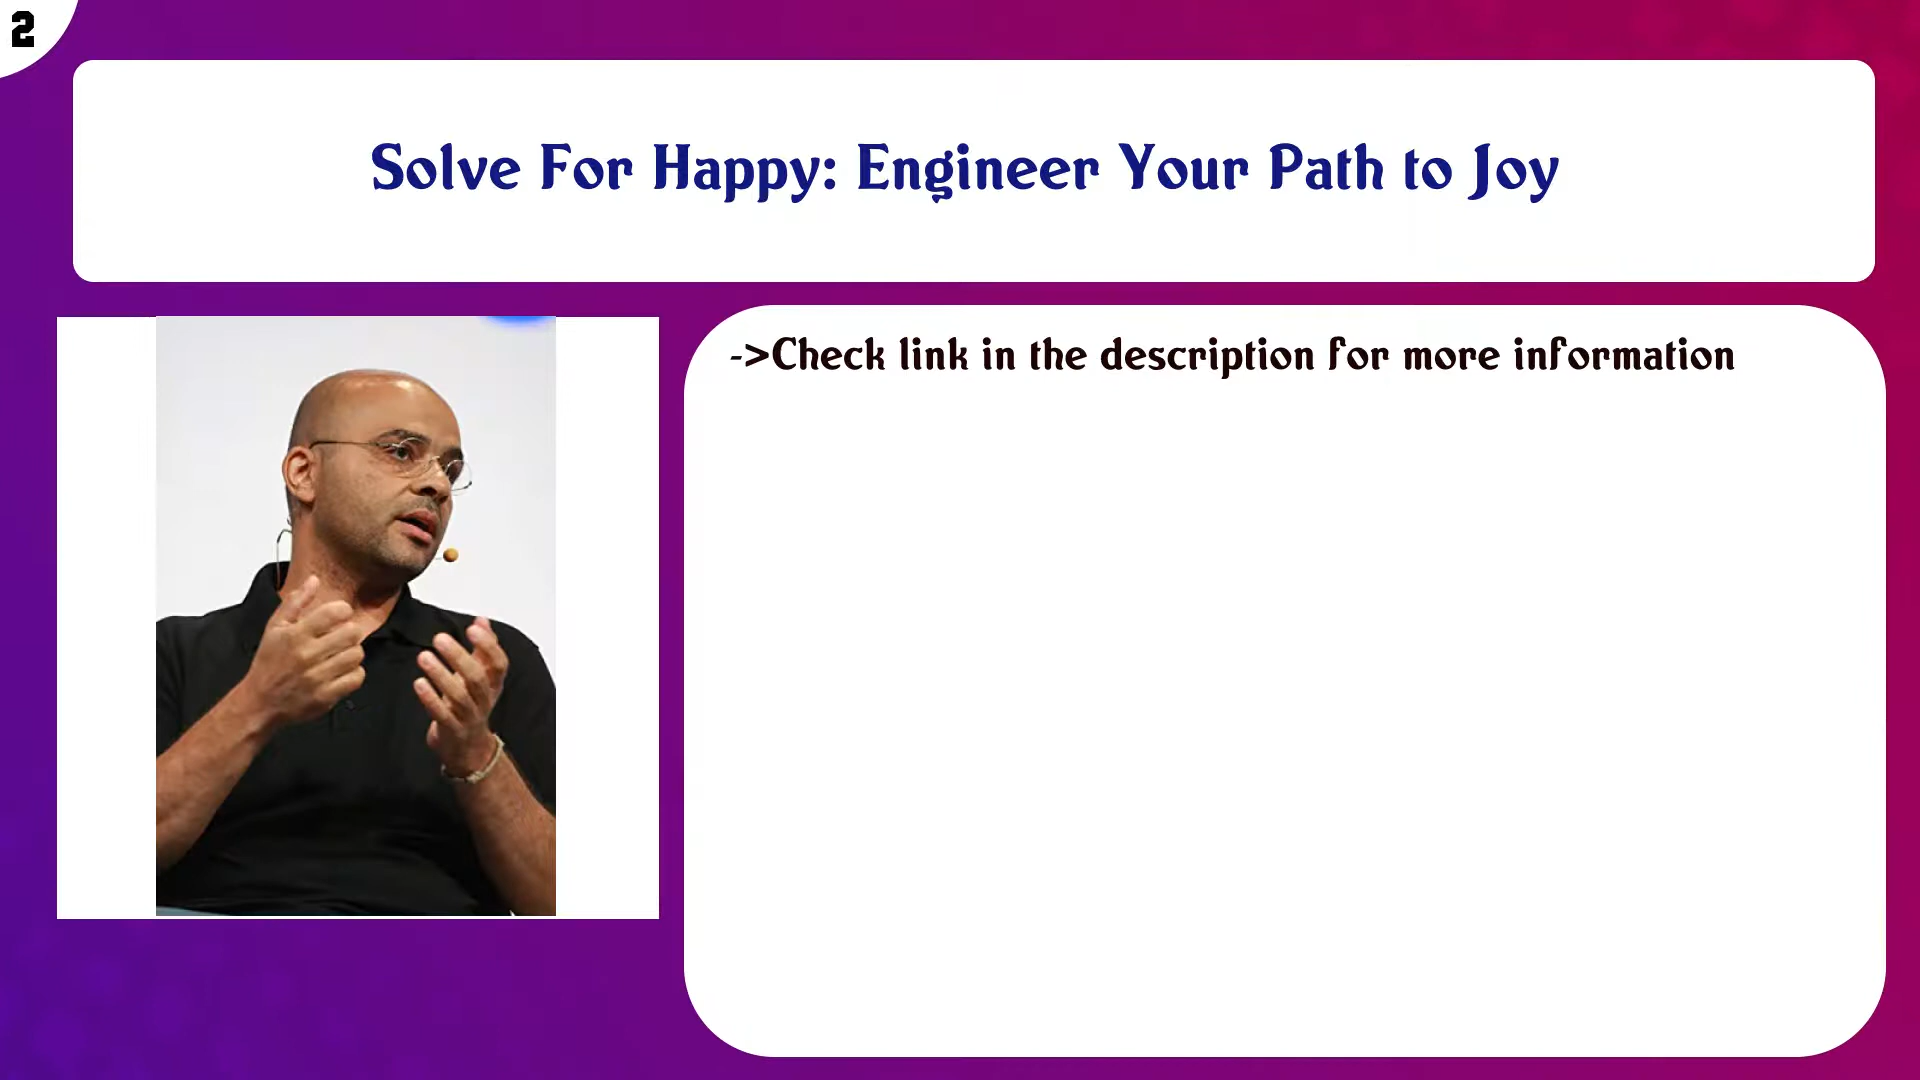 2
Solve For Happy: Engineer Your Path to Joy
->Check link in the description for more information